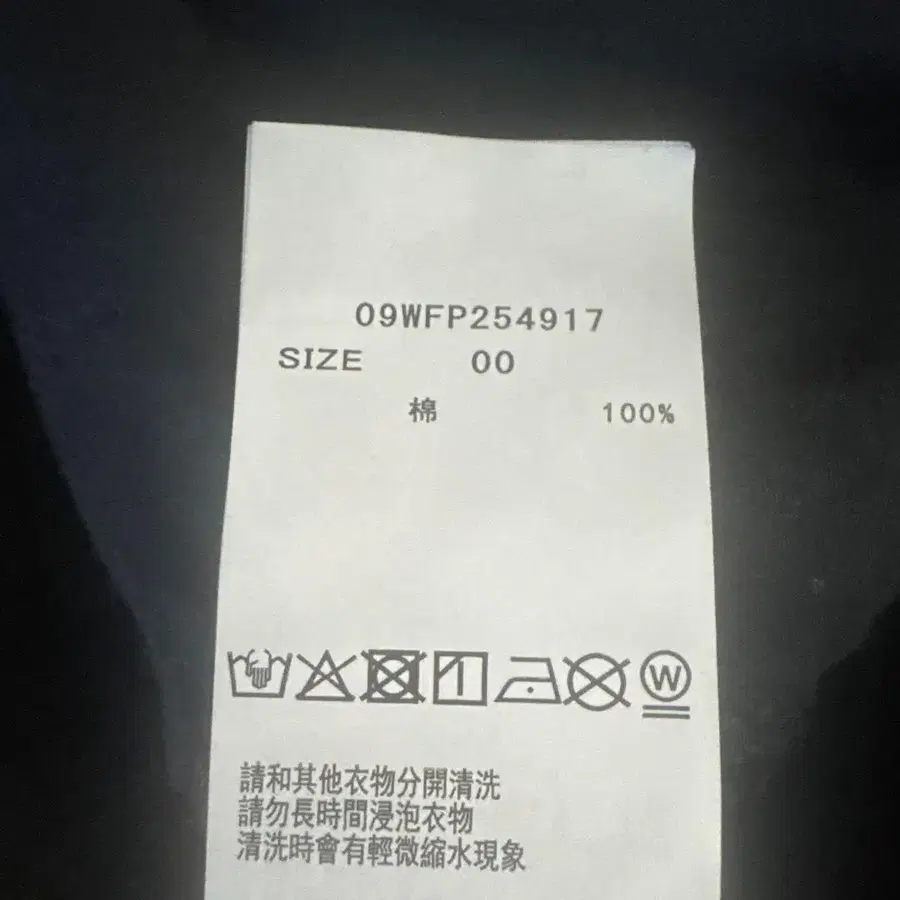 09WFP254917
SIZE 00
棉 100%
W
請和其他衣物分開清洗
請勿長時間浸泡衣物
清洗時會有輕微縮水現象